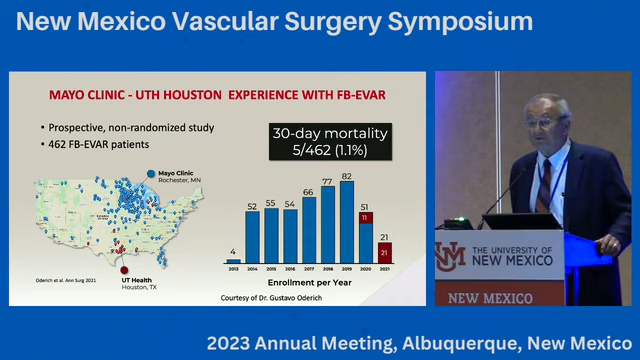 New Mexico Vascular Surgery Symposium
MAYO CLINIC - UTH HOUSTON EXPERIENCE WITH FB-EVAR
• Prospective, non-randomized study
• 462 FB-EVAR patients
30-day mortality
5/462 (1.1%)
Mayo Clinic
Rochester, MN
UT Health
Houston, TX
Oderich et al. Ann Surg 2021
4
52
55
54
66
77
82
51
11
21
21
2013 2014 2015 2016 2017 2018 2019 2020 2021
Enrollment per Year
Courtesy of Dr. Gustavo Oderich
NM
THE UNIVERSITY OF
NEW MEXICO
NEW MEXICO
2023 Annual Meeting, Albuquerque, New Mexico